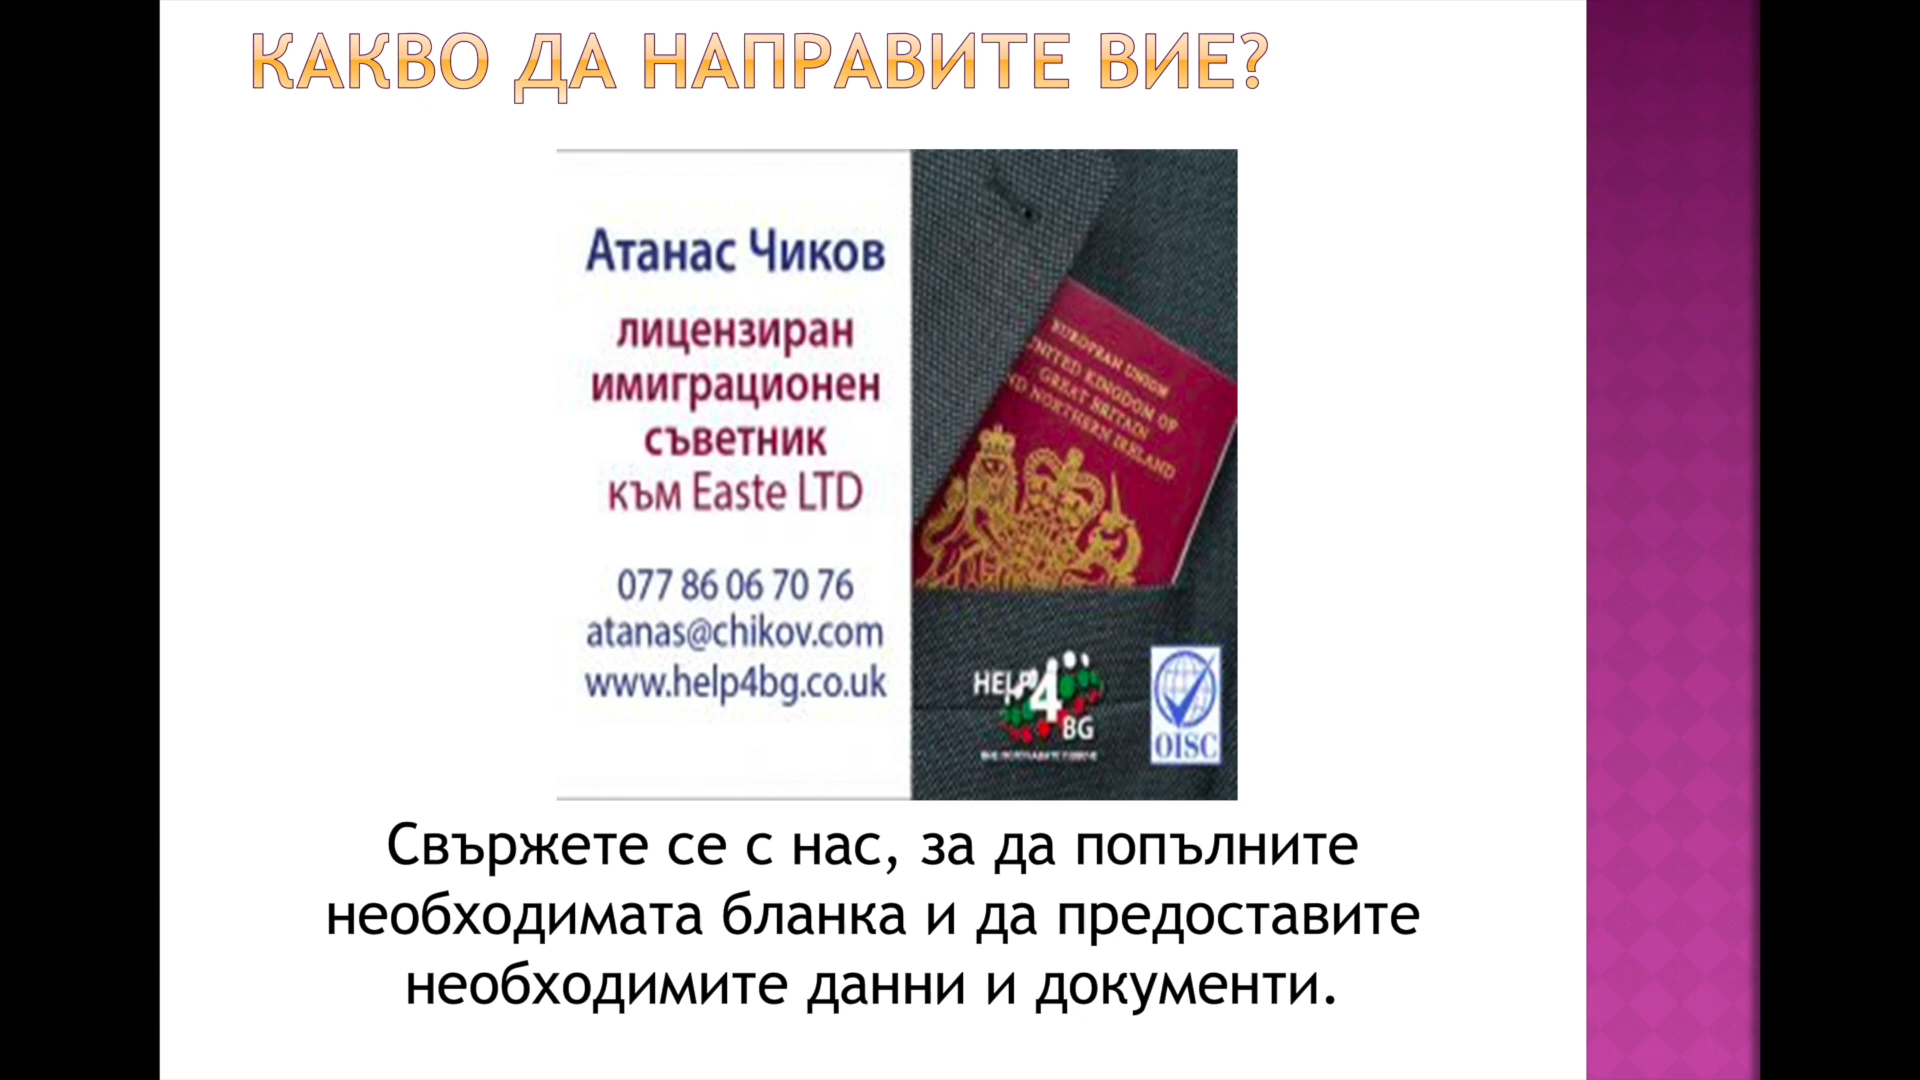 КАКВО ДА НАПРАВИТЕ ВИЕ?
Атанас Чиков
лицензиран
имиграционен
съветник
към Easte LTD
077 86 06 70 76
atanas@chikov.com
www.help4bg.co.uk
EUROPEAN UNION
UNITED KINGDOM OF
GREAT BRITAIN
AND NORTHERN IRELAND
HELP
4
BG
OISC
Свържете се с нас, за да попълните
необходимата бланка и да предоставите
необходимите данни и документи.